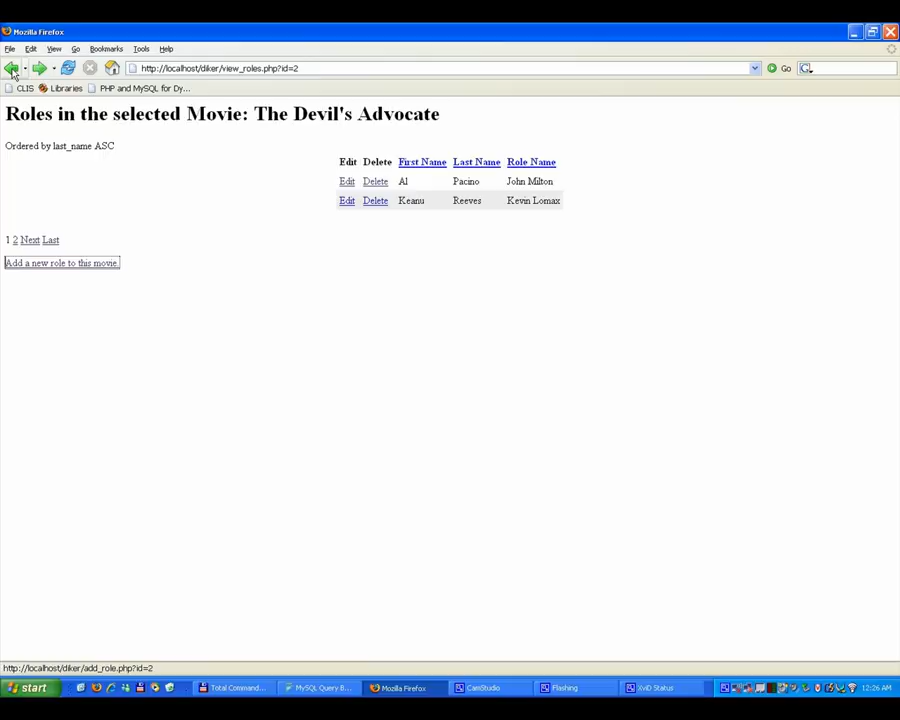 Mozilla Firefox
File Edit View Go Bookmarks Tools Help
http://localhost/diker/view_roles.php?id=2 Go
CLIS Libraries PHP and MySQL for Dy...
Roles in the selected Movie: The Devil's Advocate
Ordered by last_name ASC
Edit Delete First Name Last Name Role Name
Edit Delete Al Pacino John Milton
Edit Delete Keanu Reeves Kevin Lomax
1 2 Next Last
Add a new role to this movie.
http://localhost/diker/add_role.php?id=2
start Total Command... MySQL Query B... Mozilla Firefox CamStudio Flashing XviD Status 12:26 AM